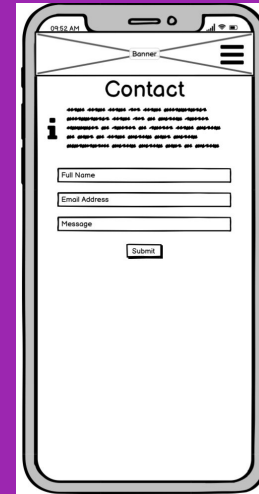 09:52 AM
Banner
Contact
Full Name
Email Address
Message
Submit